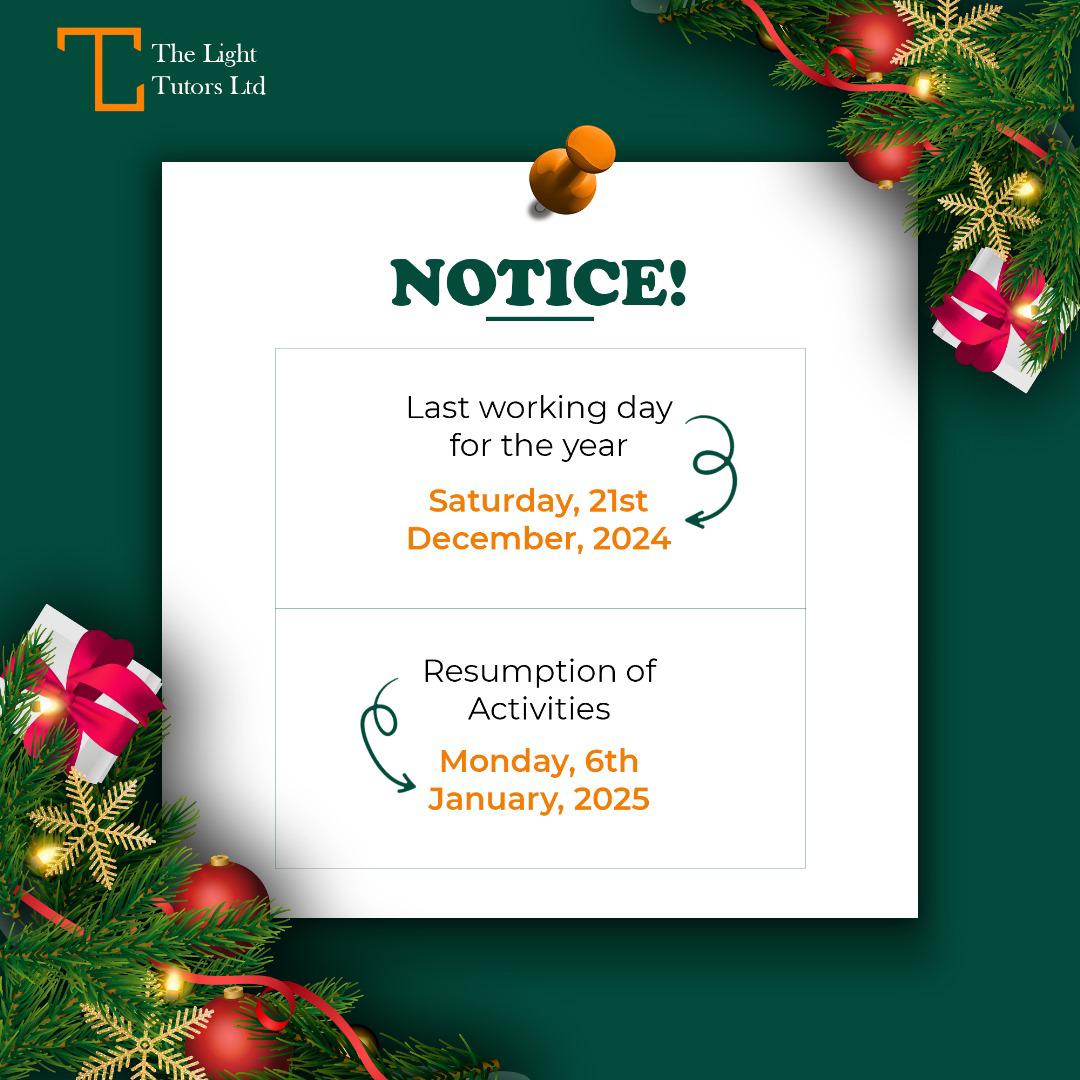 The Light
Tutors Ltd
NOTICE!
Last working day
for the year
Saturday, 21st
December, 2024
Resumption of
Activities
Monday, 6th
January, 2025